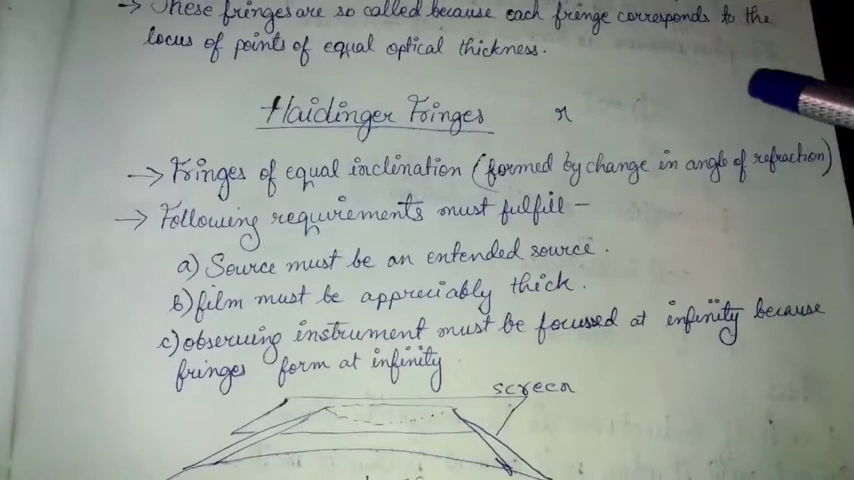 → These fringes are so called because each fringe corresponds to the
locus of points of equal optical thickness.
Haidinger Fringes
→ Fringes of equal inclination (formed by change in angle of refraction)
→ Following requirements must fulfill –
a) Source must be an extended source.
b) film must be appreciably thick.
c) observing instrument must be focussed at infinity because
fringes form at infinity
screen